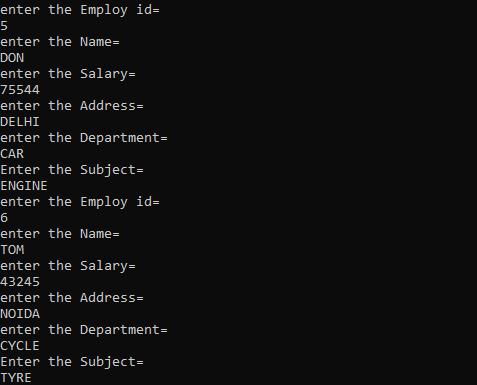 enter the Employ id=
5
enter the Name=
DON
enter the Salary=
75544
enter the Address=
DELHI
enter the Department=
CAR
Enter the Subject=
ENGINE
enter the Employ id=
6
enter the Name=
TOM
enter the Salary=
43245
enter the Address=
NOIDA
enter the Department=
CYCLE
Enter the Subject=
TYRE